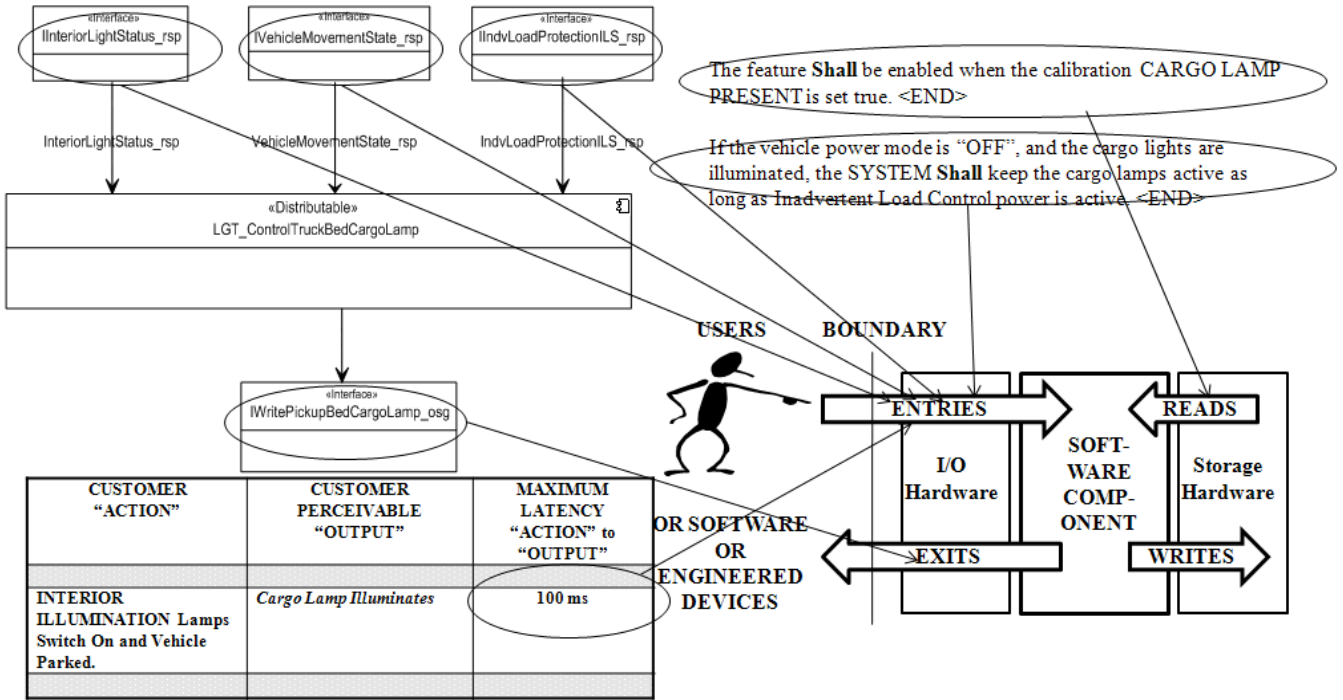 «Interface»
IInteriorLightStatus_rsp
«Interface»
IVehicleMovementState_rsp
«Interface»
IIndvLoadProtectionILS_rsp
The feature Shall be enabled when the calibration CARGO LAMP
PRESENT is set true. <END>
InteriorLightStatus_rsp
VehicleMovementState_rsp
IndvLoadProtectionILS_rsp
If the vehicle power mode is “OFF”, and the cargo lights are
illuminated, the SYSTEM Shall keep the cargo lamps active as
long as Inadvertent Load Control power is active. <END>
«Distributable»
LGT_ControlTruckBedCargoLamp
USERS
BOUNDARY
«Interface»
IWritePickupBedCargoLamp_osg
ENTRIES
READS
I/O
Hardware
SOFT-
WARE
COMP-
ONENT
Storage
Hardware
OR SOFTWARE
OR
ENGINEERED
DEVICES
EXITS
WRITES
CUSTOMER
“ACTION”
CUSTOMER
PERCEIVABLE
“OUTPUT”
MAXIMUM
LATENCY
“ACTION” to
“OUTPUT”
INTERIOR
ILLUMINATION Lamps
Switch On and Vehicle
Parked.
Cargo Lamp Illuminates
100 ms